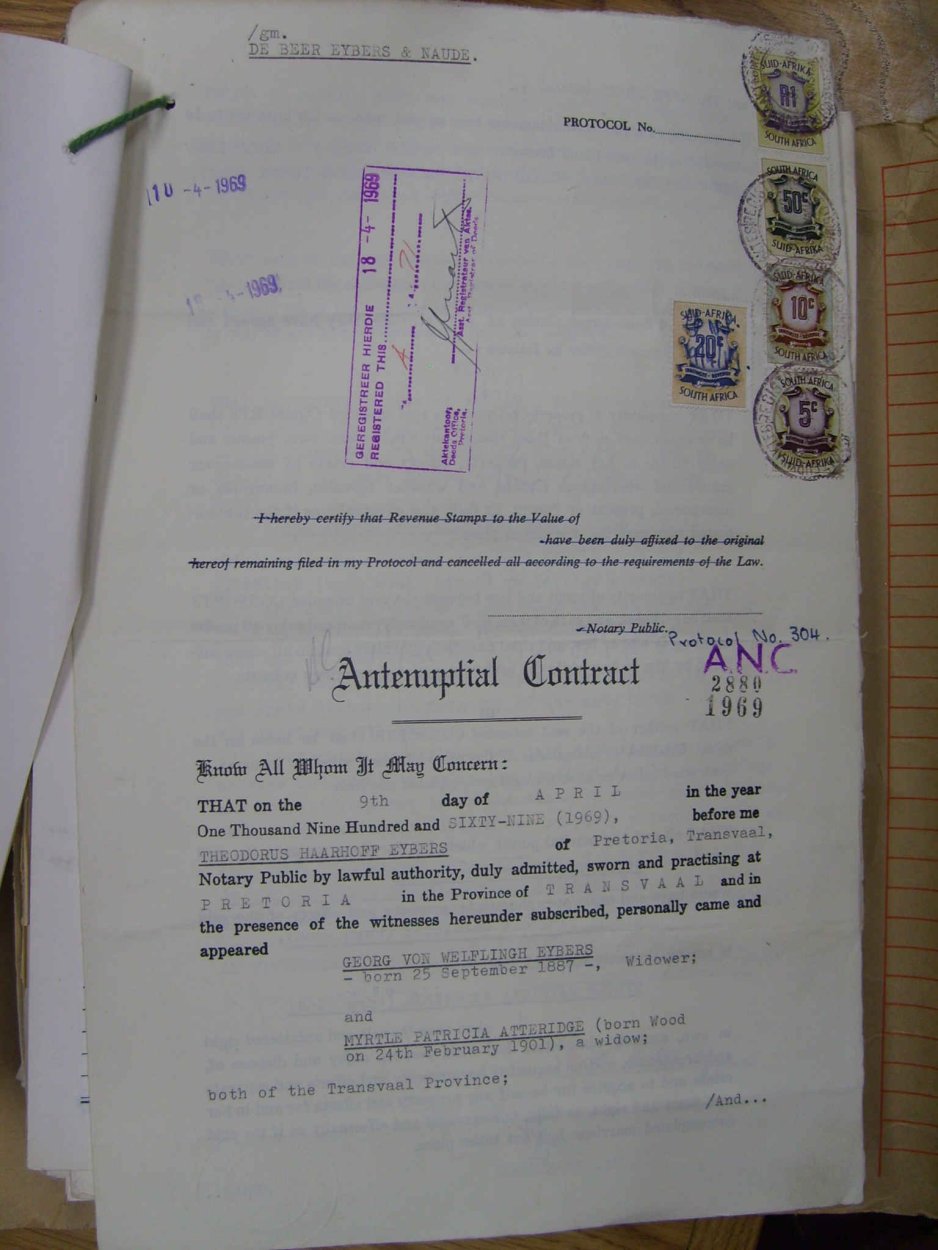 /gm.
DE BEER EYBERS & NAUDE.
PROTOCOL No.
SUID-AFRIKA
R1
SOUTH AFRICA
SOUTH AFRICA
50c
SUID-AFRIKA
SUID-AFRIKA
10c
SOUTH AFRICA
SOUTH AFRICA
5c
SUID-AFRIKA
SUID-AFRIKA
20c
SOUTH AFRICA
10 -4-1969
-1969
GEREGISTREER HIERDIE 18 -4- 1969
REGISTERED THIS
Aktekantoor,
Deeds Office,
Pretoria.
Asst. Registrateur van Aktes
Asst. Registrar of Deeds
I hereby certify that Revenue Stamps to the Value of
have been duly affixed to the original
hereof remaining filed in my Protocol and cancelled all according to the requirements of the Law.
Notary Public.
Protocol No. 304.
Antenuptial Contract
A.N.C.
2880
1969
Know All Whom It May Concern:
THAT on the 9th day of APRIL in the year
One Thousand Nine Hundred and SIXTY-NINE (1969), before me
THEODORUS HAARHOFF EYBERS of Pretoria, Transvaal,
Notary Public by lawful authority, duly admitted, sworn and practising at
PRETORIA in the Province of TRANSVAAL and in
the presence of the witnesses hereunder subscribed, personally came and
appeared
GEORG VON WELFLINGH EYBERS
- born 25 September 1887 -, Widower;
and
MYRTLE PATRICIA ATTERIDGE (born Wood
on 24th February 1901), a widow;
both of the Transvaal Province;
/And...